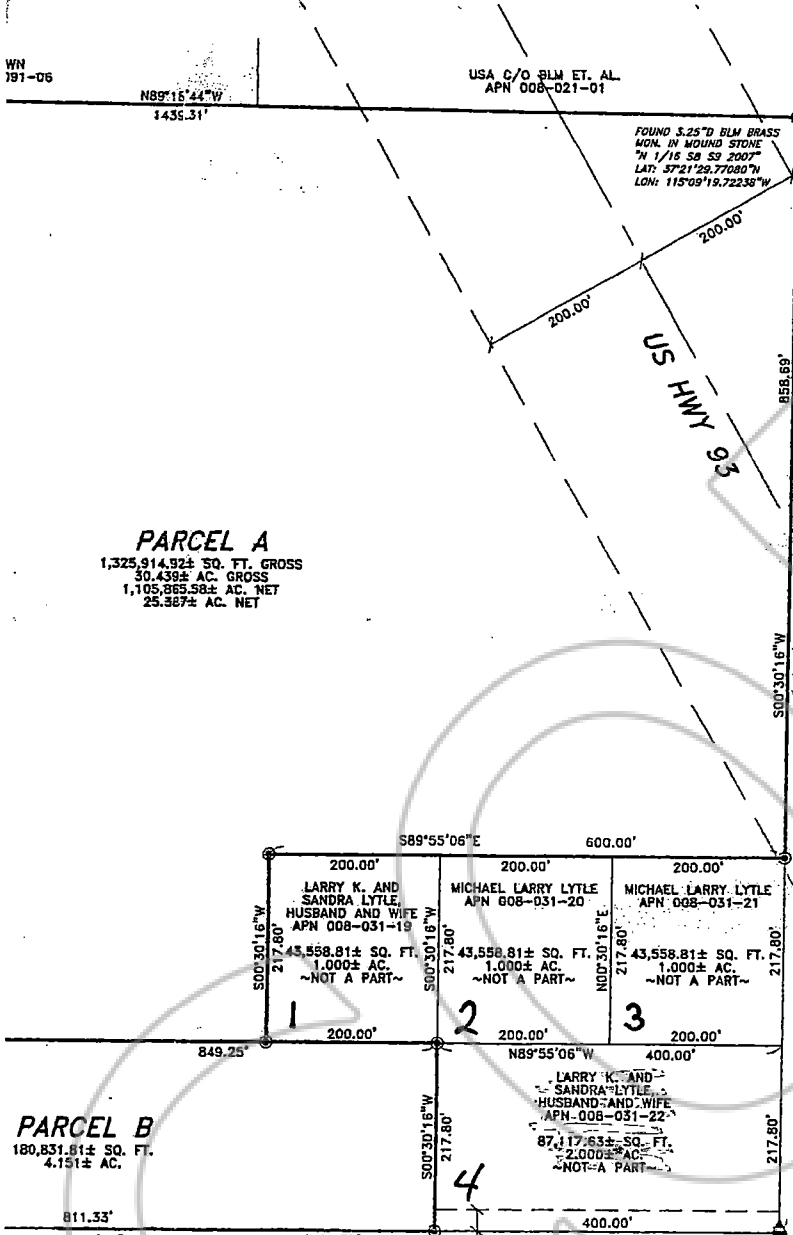 WN
091-06
USA C/O BLM ET. AL.
APN 008-021-01
N89°15'44"W
1439.31'
FOUND 3.25"D BLM BRASS
MON. IN MOUND STONE
"N 1/16 S8 S9 2007"
LAT: 37°21'29.77080"N
LON: 115°09'19.72238"W
200.00'
200.00'
US HWY 93
858.69'
PARCEL A
1,325,914.92± SQ. FT. GROSS
30.439± AC. GROSS
1,105,865.58± AC. NET
25.387± AC. NET
S00°30'16"W
S89°55'06"E
600.00'
200.00'
200.00'
200.00'
LARRY K. AND
SANDRA LYTLE,
HUSBAND AND WIFE
APN 008-031-19
43,558.81± SQ. FT.
1.000± AC.
~NOT A PART~
S00°30'16"W
217.80'
1
200.00'
MICHAEL LARRY LYTLE
APN 008-031-20
43,558.81± SQ. FT.
1.000± AC.
~NOT A PART~
S00°30'16"W
217.80'
2
200.00'
MICHAEL LARRY LYTLE
APN 008-031-21
43,558.81± SQ. FT.
1.000± AC.
~NOT A PART~
N00°30'16"E
217.80'
217.80'
3
200.00'
849.25'
N89°55'06"W
400.00'
PARCEL B
180,831.81± SQ. FT.
4.151± AC.
LARRY K. AND
SANDRA LYTLE,
HUSBAND AND WIFE
APN 008-031-22
87,117.63± SQ. FT.
2.000± AC.
~NOT A PART~
S00°30'16"W
217.80'
217.80'
4
811.33'
400.00'